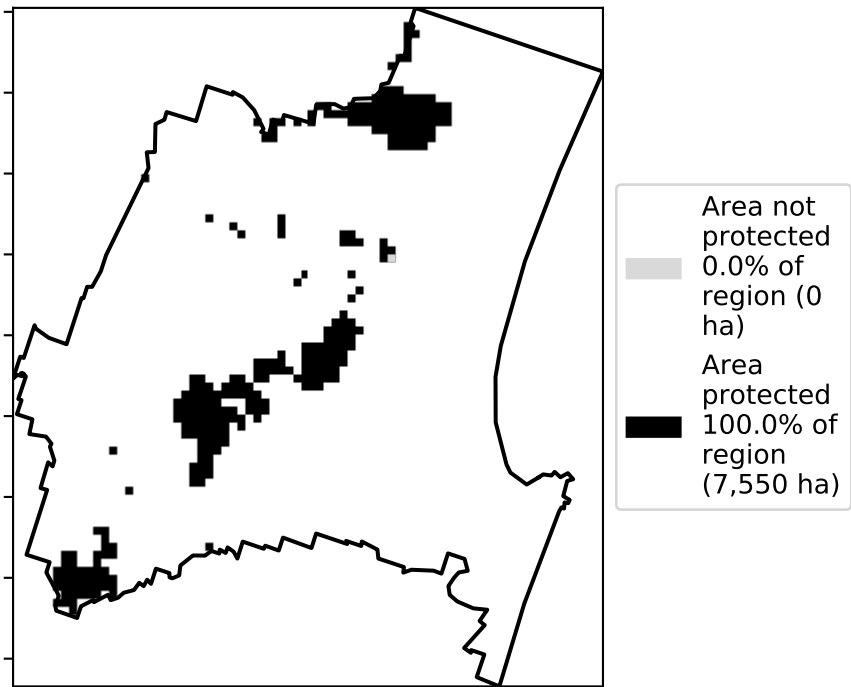 Area not
protected
0.0% of
region (0
ha)
Area
protected
100.0% of
region
(7,550 ha)